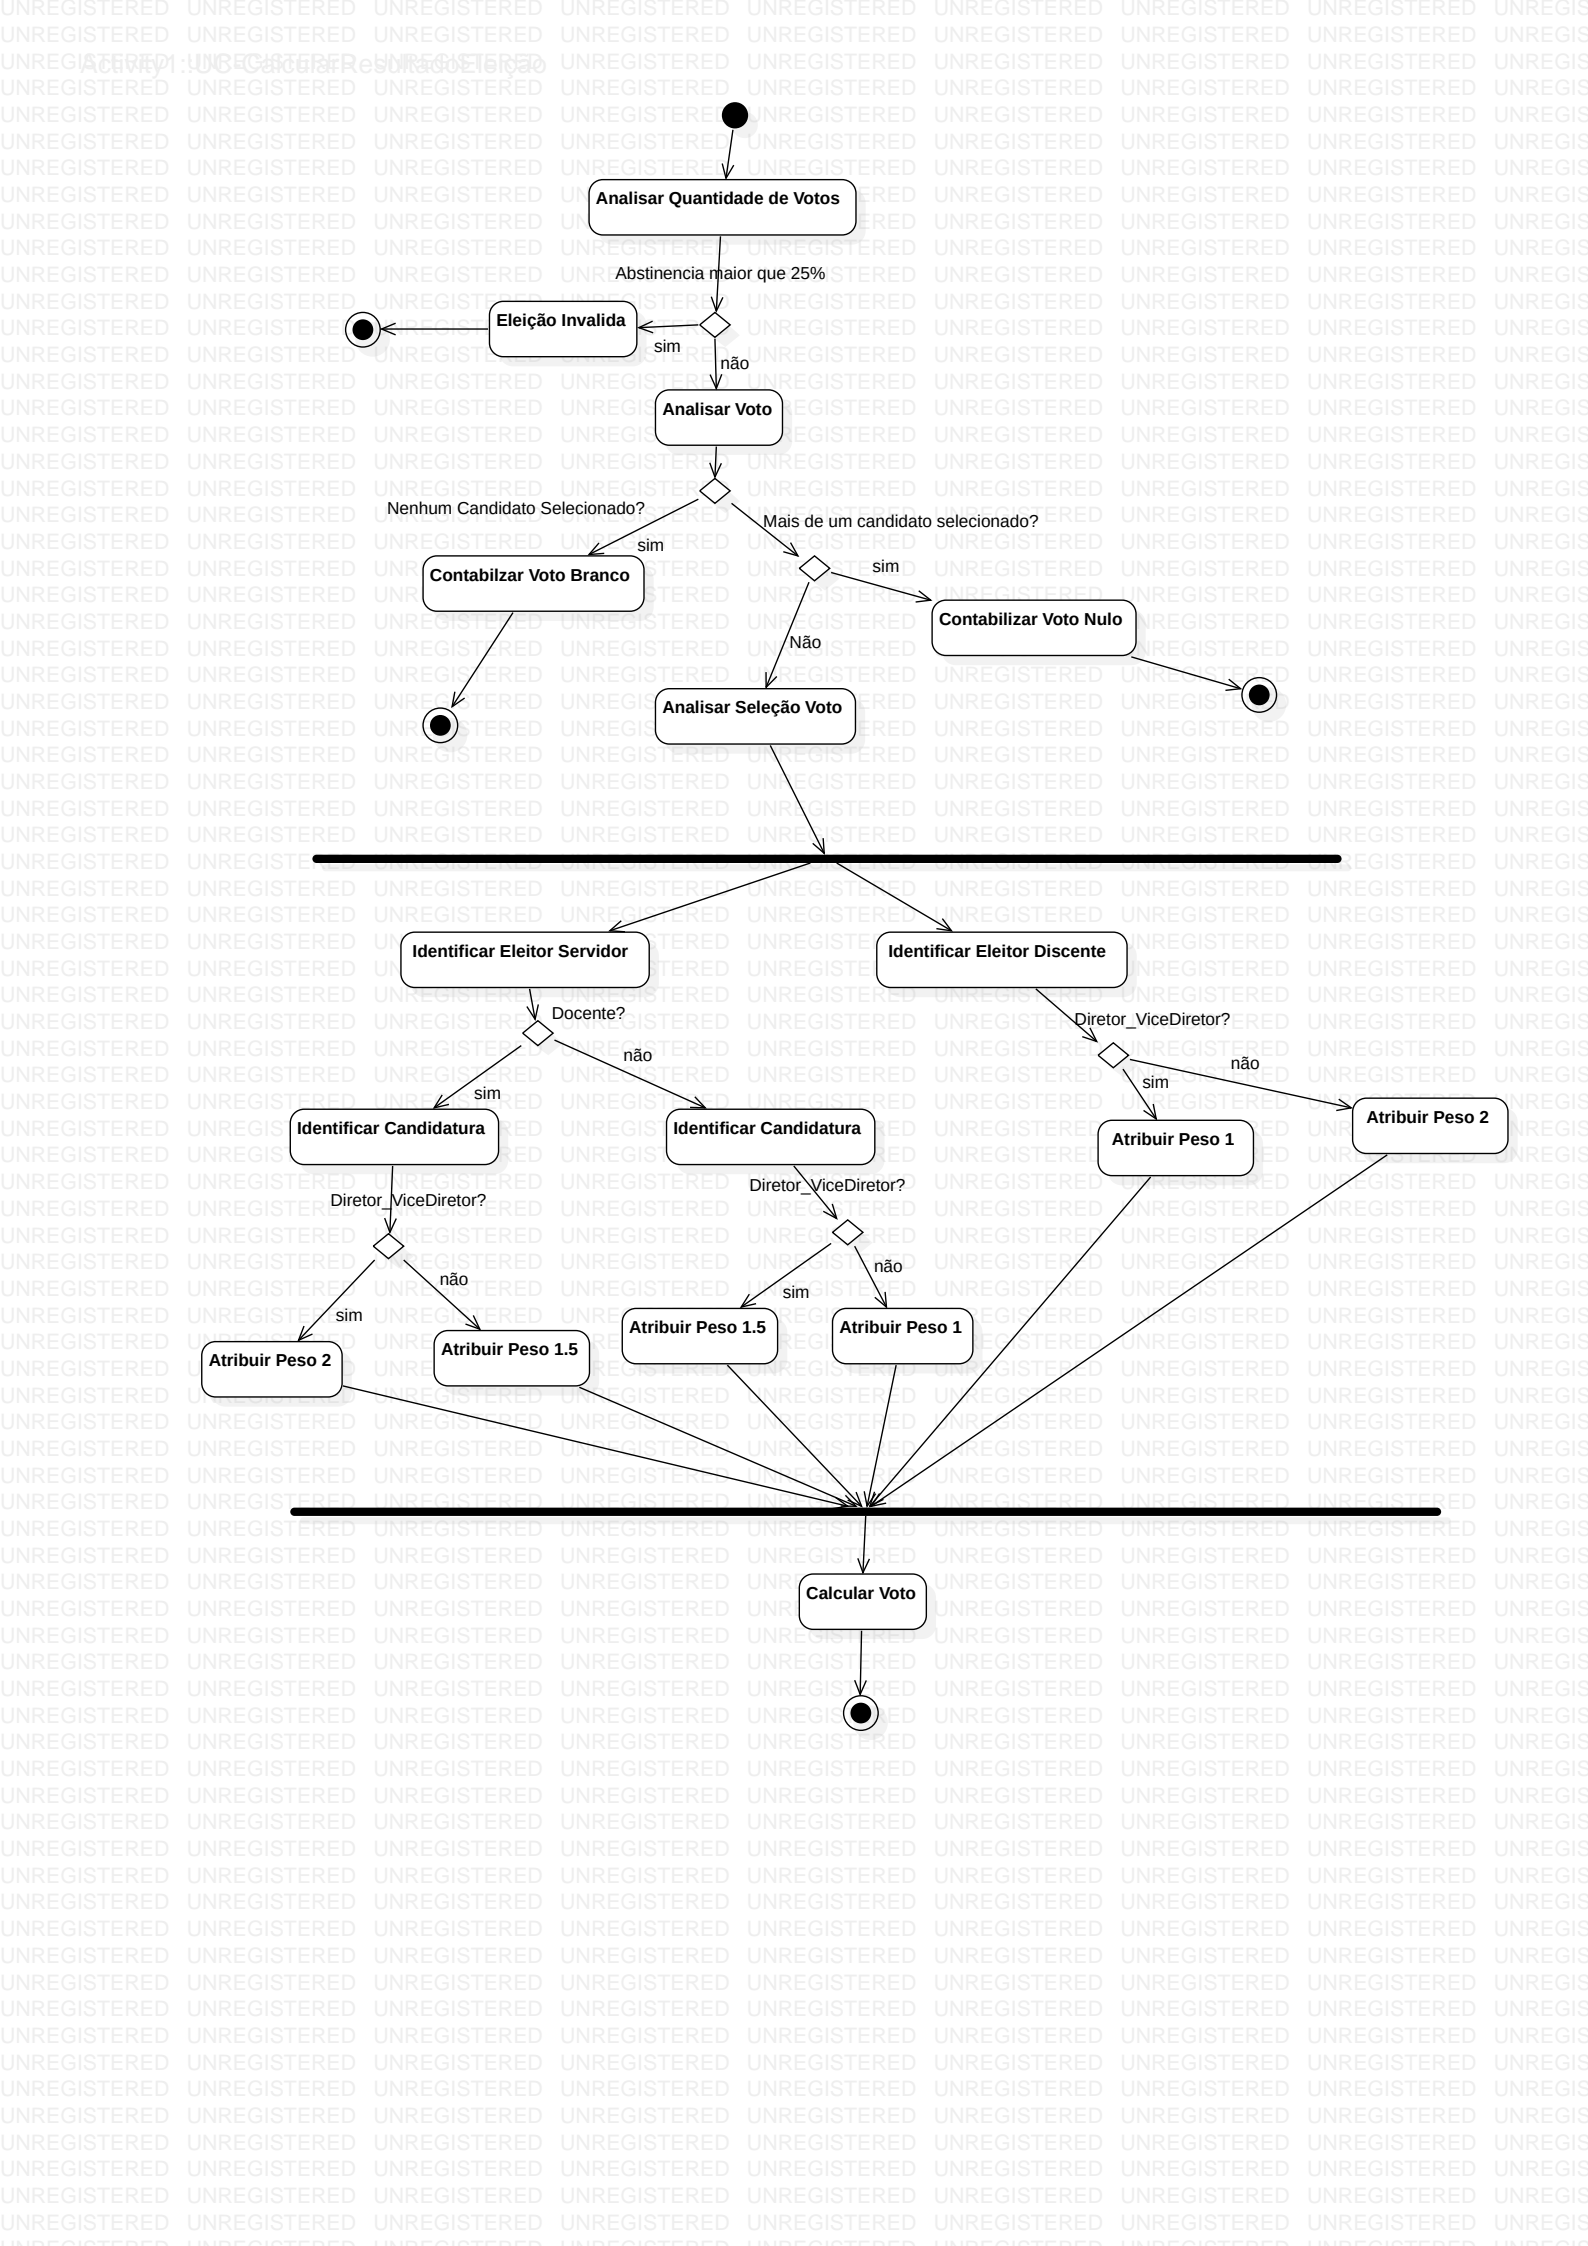 Activity1::UC-CalcularResultadoEleição
Analisar Quantidade de Votos
Abstinencia maior que 25%
Eleição Invalida
sim
não
Analisar Voto
Nenhum Candidato Selecionado?
Mais de um candidato selecionado?
sim
sim
Contabilzar Voto Branco
Contabilizar Voto Nulo
Não
Analisar Seleção Voto
Identificar Eleitor Servidor
Identificar Eleitor Discente
Docente?
Diretor_ViceDiretor?
não
não
sim
sim
Identificar Candidatura
Identificar Candidatura
Atribuir Peso 1
Atribuir Peso 2
Diretor_ViceDiretor?
Diretor_ViceDiretor?
não
não
sim
sim
Atribuir Peso 2
Atribuir Peso 1.5
Atribuir Peso 1.5
Atribuir Peso 1
Calcular Voto
UNREGISTERED